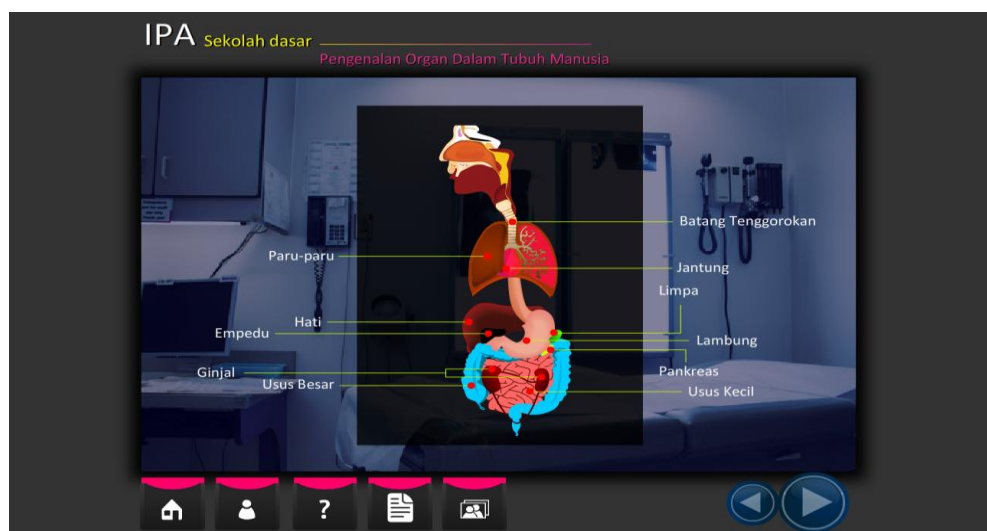 IPA Sekolah dasar
Pengenalan Organ Dalam Tubuh Manusia
Batang Tenggorokan
Paru-paru
Jantung
Limpa
Hati
Empedu
Lambung
Ginjal
Pankreas
Usus Besar
Usus Kecil
?